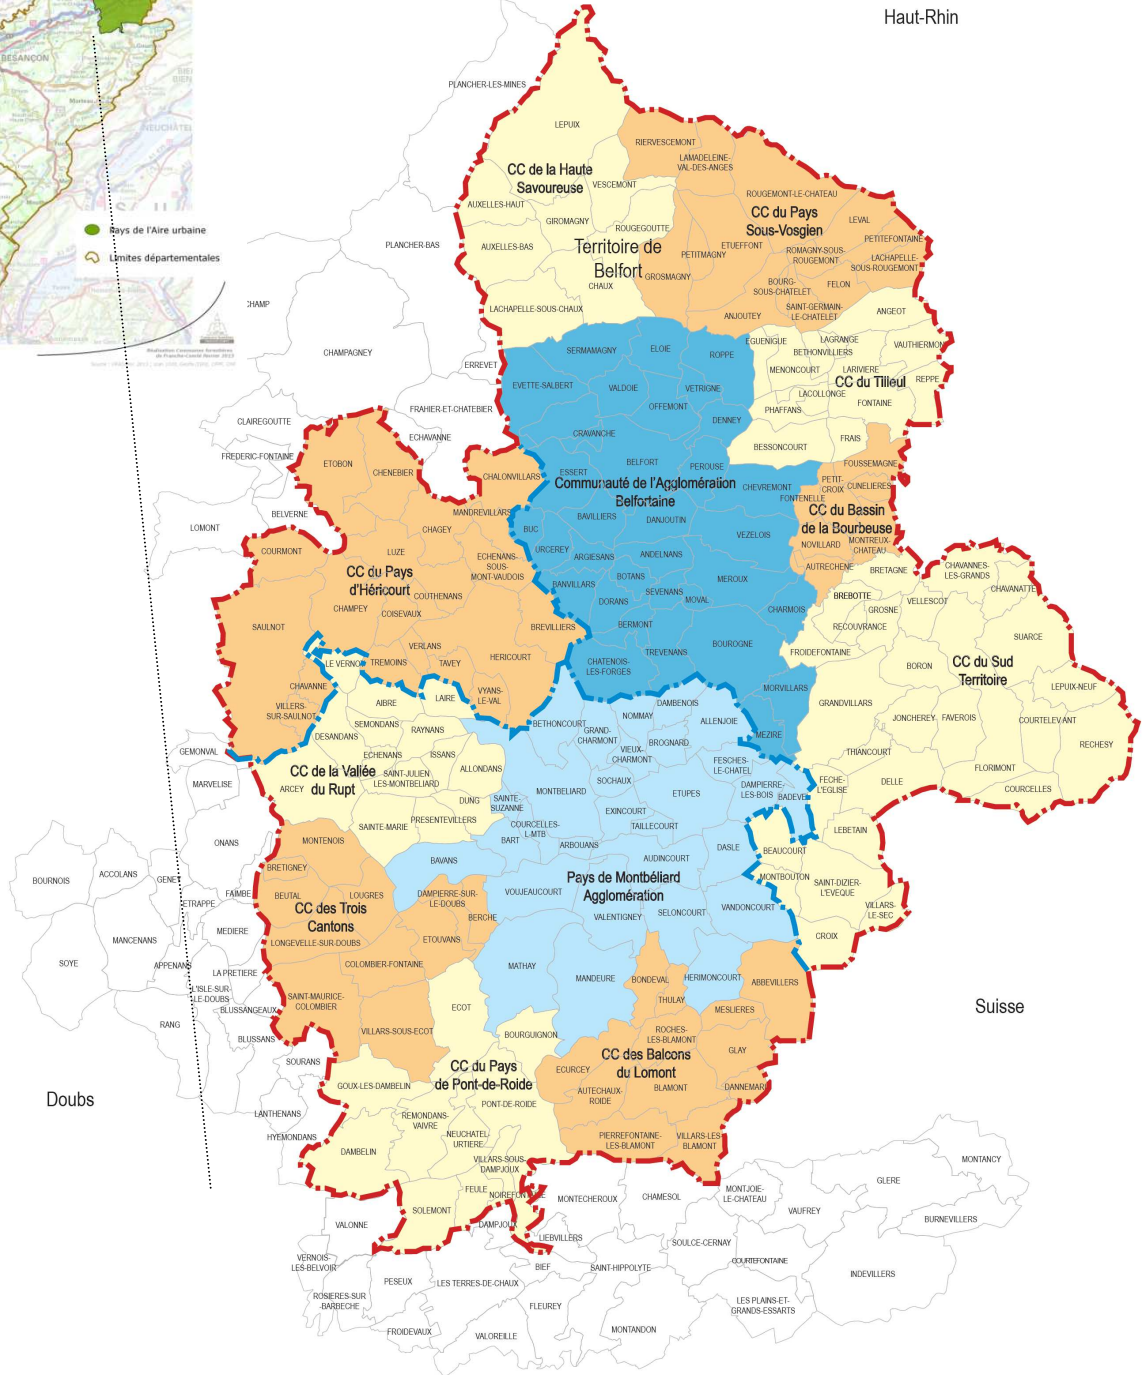 Haut-Rhin
BESANÇON
Morteau
NEUCHÂTEL
Pays de l'Aire urbaine
Limites départementales
Réalisation Communes forestières
de Franche-Comté février 2013
PLANCHER-LES-MINES
LEPUIX
RIERVESCEMONT
LAMADELEINE-
VAL-DES-ANGES
CC de la Haute
Savoureuse
VESCEMONT
ROUGEMONT-LE-CHATEAU
AUXELLES-HAUT
CC du Pays
Sous-Vosgien
GIROMAGNY
ROUGEGOUTTE
LEVAL
PETITEFONTAINE
PLANCHER-BAS
AUXELLES-BAS
Territoire de
Belfort
ETUEFFONT
PETITMAGNY
ROMAGNY-SOUS-
ROUGEMONT
LACHAPELLE-
SOUS-ROUGEMONT
GROSMAGNY
CHAUX
BOURG-
SOUS-CHATELET
FELON
LACHAPELLE-SOUS-CHAUX
ANJOUTEY
SAINT-GERMAIN-
LE-CHATELET
ANGEOT
CHAMP
CHAMPAGNEY
ERREVET
SERMAMAGNY
ELOIE
ROPPE
EGUENIGUE
LAGRANGE
BETHONVILLIERS
VAUTHIERMONT
MENONCOURT
LARIVIERE
CC du Tilleul
REPPE
EVETTE-SALBERT
VALDOIE
VETRIGNE
LACOLLONGE
FONTAINE
FRAHIER-ET-CHATEBIER
OFFEMONT
PHAFFANS
DENNEY
CLAIREGOUTTE
ECHAVANNE
CRAVANCHE
BESSONCOURT
FRAIS
FREDERIC-FONTAINE
ETOBON
CHENEBIER
CHALONVILLARS
ESSERT
BELFORT
PEROUSE
FOUSSEMAGNE
Communauté de l'Agglomération
Belfortaine
CHEVREMONT
PETIT-
CROIX
CUNELIERES
FONTENELLE
BELVERNE
MANDREVILLARS
CC du Bassin
de la Bourbeuse
LOMONT
CHAGEY
BUC
BAVILLIERS
DANJOUTIN
VEZELOIS
COURMONT
LUZE
ECHENANS-
SOUS-
MONT-VAUDOIS
URCEREY
ARGIESANS
ANDELNANS
NOVILLARD
MONTREUX-
CHATEAU
AUTRECHENE
BRETAGNE
CHAVANNES-
LES-GRANDS
CC du Pays
d'Héricourt
BANVILLARS
BOTANS
MEROUX
CHAVANATTE
COUTHENANS
SEVENANS
BREBOTTE
VELLESCOT
CHAMPEY
COISEVAUX
DORANS
MOVAL
CHARMOIS
GROSNE
SAULNOT
BREVILLIERS
BERMONT
RECOUVRANCE
SUARCE
VERLANS
BOUROGNE
FROIDEFONTAINE
LE VERNOY
TREMOINS
TAVEY
HERICOURT
TREVENANS
BORON
CC du Sud
Territoire
CHATENOIS-
LES-FORGES
CHAVANNE
LAIRE
VYANS-
LE-VAL
MORVILLARS
LEPUIX-NEUF
VILLERS-
SUR-SAULNOT
AIBRE
DAMBENOIS
GRANDVILLARS
SEMONDANS
RAYNANS
BETHONCOURT
NOMMAY
ALLENJOIE
JONCHEREY
FAVEROIS
COURTELEVANT
DESANDANS
GRAND-
CHARMONT
BROGNARD
MEZIRE
GEMONVAL
ECHENANS
ISSANS
VIEUX-
CHARMONT
THIANCOURT
RECHESY
CC de la Vallée
du Rupt
SAINT-JULIEN
LES-MONTBELIARD
ALLONDANS
FESCHES-
LE-CHATEL
FLORIMONT
MARVELISE
ARCEY
SOCHAUX
DAMPIERRE-
LES-BOIS
BADEVEL
FECHE-
L'EGLISE
DELLE
COURCELLES
MONTBELIARD
ETUPES
DUNG
SAINTE-
SUZANNE
EXINCOURT
PRESENTEVILLERS
COURCELLES-
L-MTB
TAILLECOURT
SAINTE-MARIE
LEBETAIN
ONANS
MONTENOIS
BART
ARBOUANS
DASLE
BEAUCOURT
BAVANS
AUDINCOURT
BRETIGNEY
ACCOLANS
BOURNOIS
GENEY
Pays de Montbéliard
Agglomération
MONTBOUTON
SAINT-DIZIER-
L'EVEQUE
FAIMBE
BEUTAL
LOUGRES
DAMPIERRE-SUR-
LE-DOUBS
VOUJEAUCOURT
ETRAPPE
CC des Trois
Cantons
VANDONCOURT
VILLARS-
LE-SEC
BERCHE
VALENTIGNEY
SELONCOURT
MEDIERE
MANCENANS
LONGEVELLE-SUR-DOUBS
ETOUVANS
CROIX
SOYE
APPENANS
LA PRETIERE
COLOMBIER-FONTAINE
MATHAY
MANDEURE
BONDEVAL
HERIMONCOURT
ABBEVILLERS
L'ISLE-SUR-
LE-DOUBS
SAINT-MAURICE-
COLOMBIER
ECOT
THULAY
MESLIERES
Suisse
BLUSSANGEAUX
RANG
VILLARS-SOUS-ECOT
BOURGUIGNON
ROCHES-
LES-BLAMONT
BLUSSANS
GLAY
CC des Balcons
du Lomont
SOURANS
CC du Pays
de Pont-de-Roide
ECURCEY
GOUX-LES-DAMBELIN
AUTECHAUX-
ROIDE
BLAMONT
DANNEMARIE
Doubs
PONT-DE-ROIDE
LANTHENANS
REMONDANS-
VAIVRE
HYEMONDANS
NEUCHATEL-
URTIERE
PIERREFONTAINE-
LES-BLAMONT
VILLARS-LES-
BLAMONT
DAMBELIN
VILLARS-SOUS-
DAMPJOUX
MONTANCY
FEULE
NOIREFONTAINE
MONTECHEROUX
CHAMESOL
MONTJOIE-
LE-CHATEAU
GLERE
SOLEMONT
VAUFREY
BURNEVILLERS
VALONNE
DAMPJOUX
LIEBVILLERS
SOULCE-CERNAY
VERNOIS-
LES-BELVOIR
BIEF
SAINT-HIPPOLYTE
COURTEFONTAINE
INDEVILLERS
PESEUX
LES TERRES-DE-CHAUX
ROSIERES-SUR
-BARBECHE
FLEUREY
LES PLAINS-ET-
GRANDS-ESSARTS
FROIDEVAUX
VALOREILLE
MONTANDON